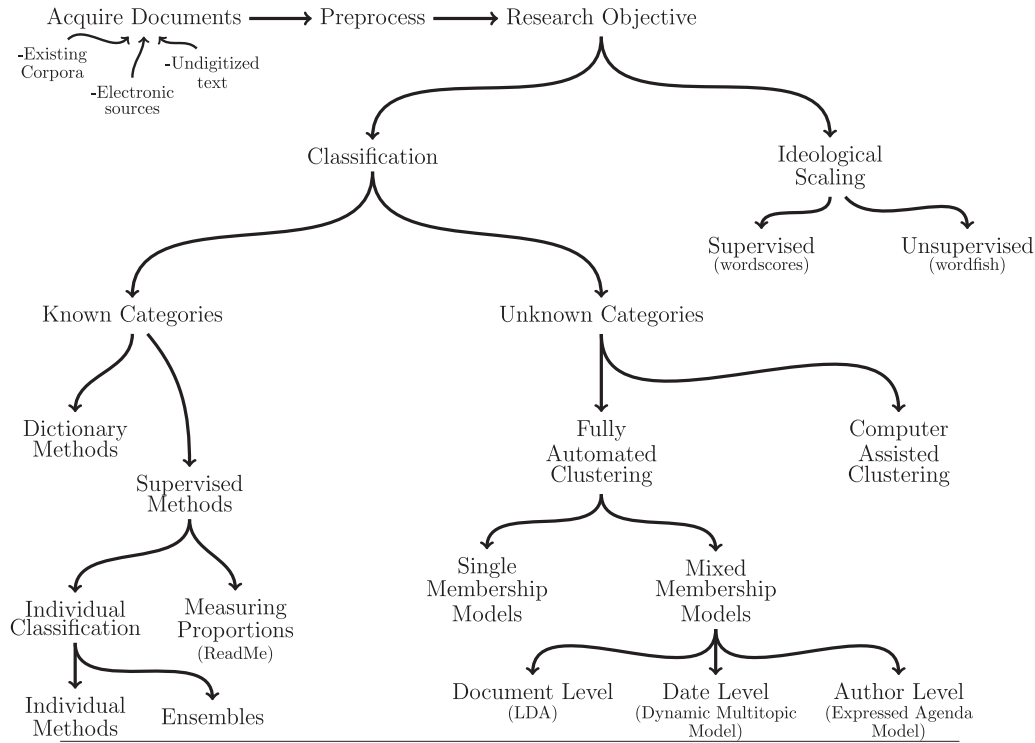 Acquire Documents
Preprocess
Research Objective
-Existing
Corpora
-Undigitized
text
-Electronic
sources
Classification
Ideological
Scaling
Supervised
(wordscores)
Unsupervised
(wordfish)
Known Categories
Unknown Categories
Dictionary
Methods
Supervised
Methods
Fully
Automated
Clustering
Computer
Assisted
Clustering
Individual
Classification
Measuring
Proportions
(ReadMe)
Single
Membership
Models
Mixed
Membership
Models
Individual
Methods
Ensembles
Document Level
(LDA)
Date Level
(Dynamic Multitopic
Model)
Author Level
(Expressed Agenda
Model)